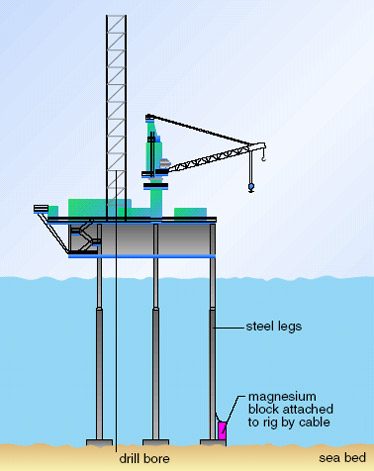 steel legs
magnesium
block attached
to rig by cable
drill bore
sea bed